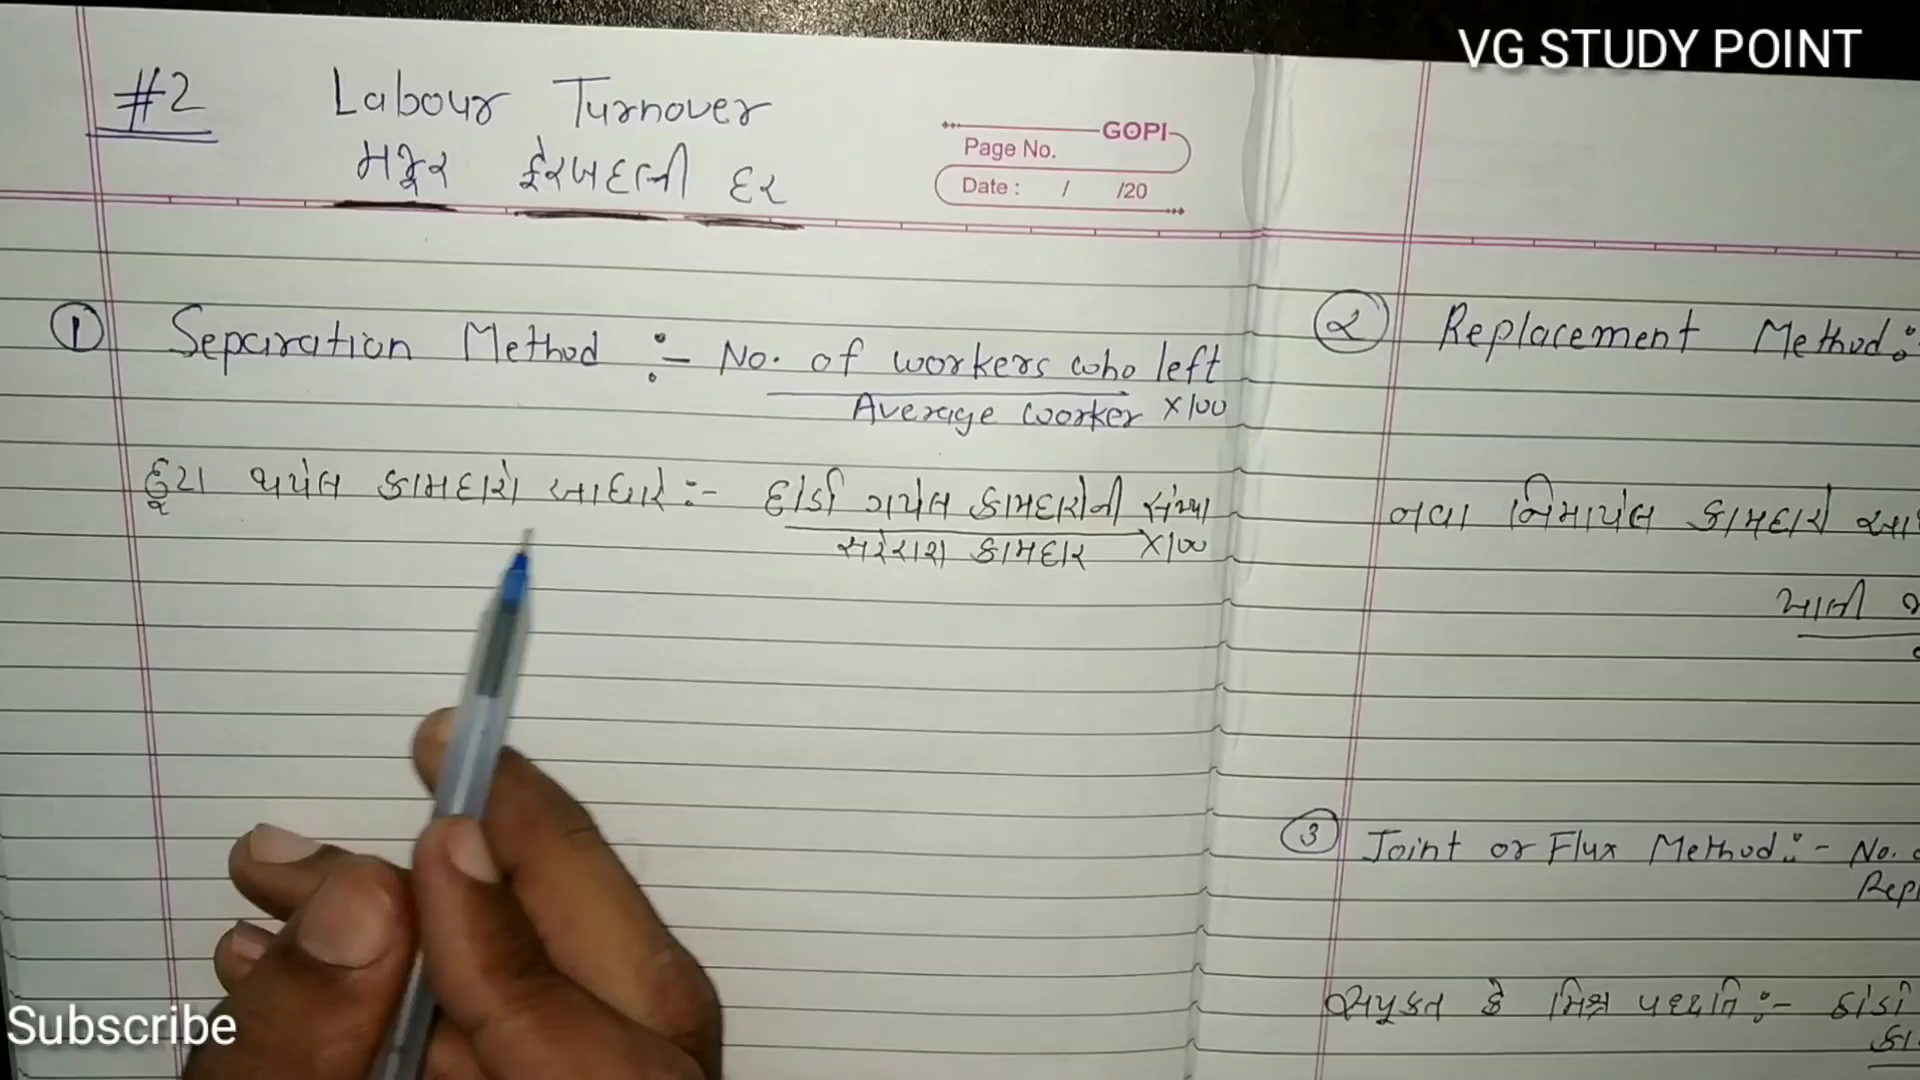 VG STUDY POINT
#2 Labour Turnover
મજુર ફેરબદલી દર
GOPI
Page No.
Date : / /20
① Separation Method :- No. of workers who left
Average worker ×100
છુટા થયેલ કામદારો આધારે :- છોડી ગયેલ કામદારોની સંખ્યા
સરેરાશ કામદાર ×100
② Replacement Method :
નવા નિમાયેલ કામદારો
ખાલી
③ Joint or Flux Method :- No.
સંયુક્ત કે મિશ્ર પદ્ધતિ :- છોડી
Subscribe